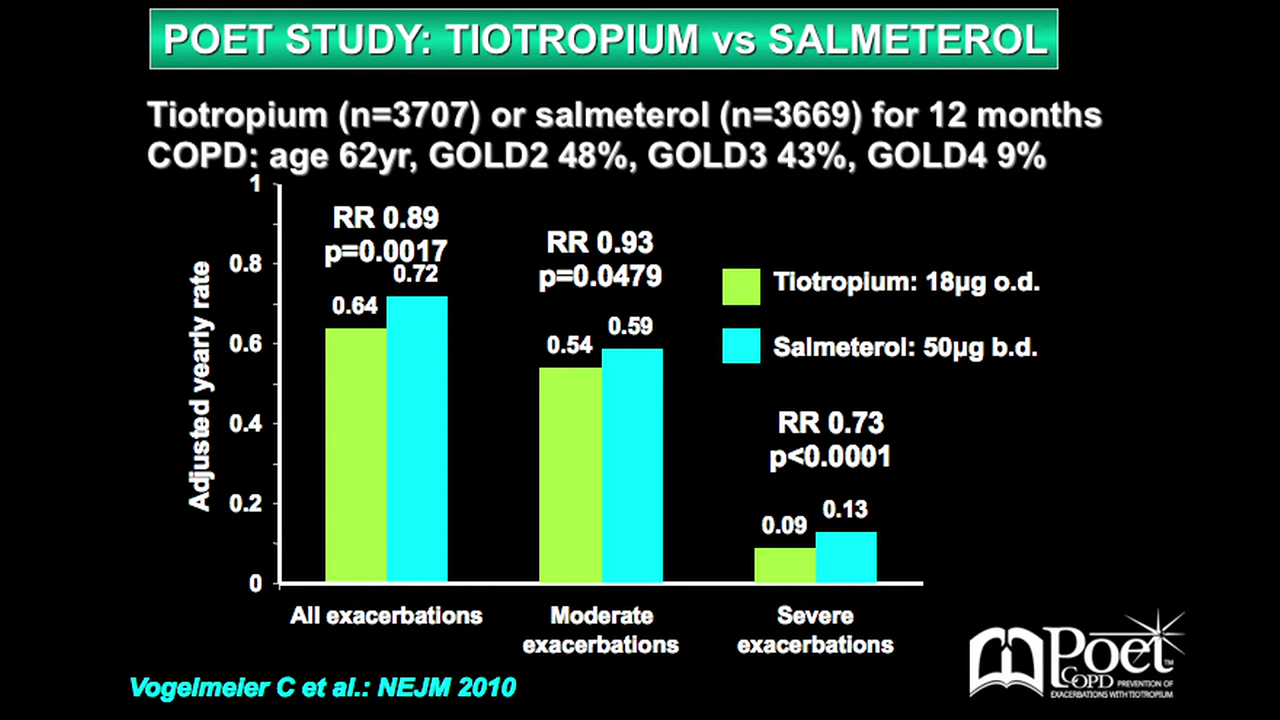 POET STUDY: TIOTROPIUM vs SALMETEROL
Tiotropium (n=3707) or salmeterol (n=3669) for 12 months
COPD: age 62yr, GOLD2 48%, GOLD3 43%, GOLD4 9%
Adjusted yearly rate
1
0.8
0.6
0.4
0.2
0
RR 0.89
p=0.0017
0.64
0.72
RR 0.93
p=0.0479
0.54
0.59
RR 0.73
p<0.0001
0.09
0.13
Tiotropium: 18µg o.d.
Salmeterol: 50µg b.d.
All exacerbations
Moderate
exacerbations
Severe
exacerbations
Vogelmeier C et al.: NEJM 2010
Poet™
COPD
PREVENTION OF
EXACERBATIONS WITH TIOTROPIUM